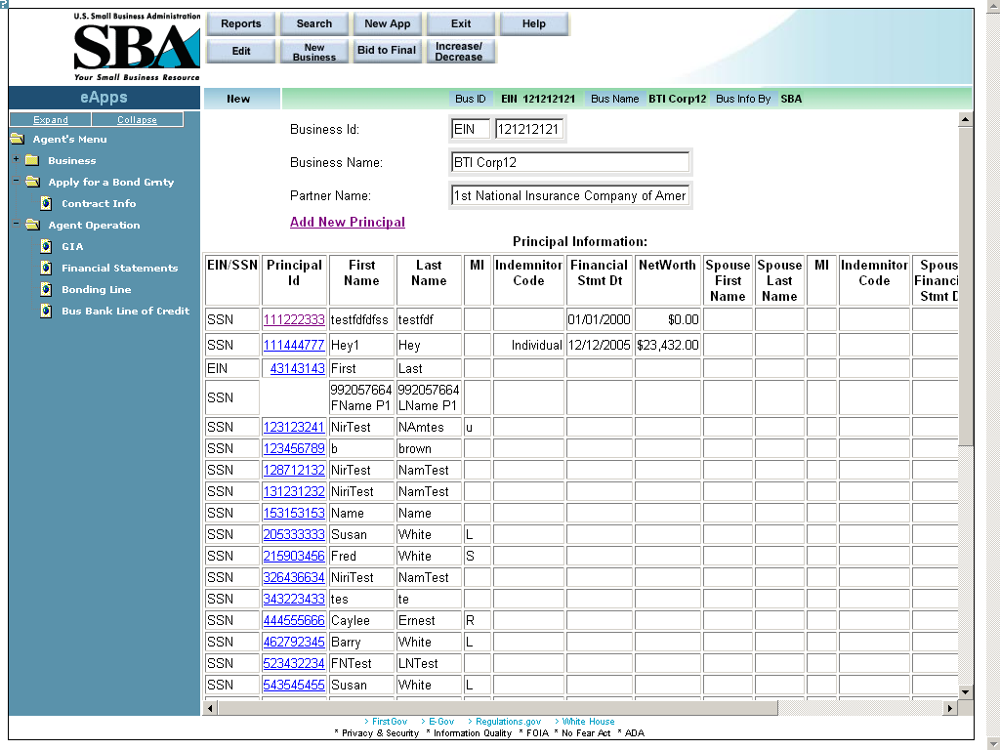 U.S. Small Business Administration
SBA
Your Small Business Resource
Reports Search New App Exit Help
Edit New Business Bid to Final Increase/ Decrease
eApps
New Bus ID EIN 121212121 Bus Name BTI Corp12 Bus Info By SBA
Expand Collapse
Agent's Menu
Business
Apply for a Bond Grnty
Contract Info
Agent Operation
GIA
Financial Statements
Bonding Line
Bus Bank Line of Credit
Business Id: EIN 121212121
Business Name: BTI Corp12
Partner Name: 1st National Insurance Company of Amer
Add New Principal
Principal Information:
EIN/SSN Principal Id First Name Last Name MI Indemnitor Code Financial Stmt Dt NetWorth Spouse First Name Spouse Last Name MI Indemnitor Code Spous Financi Stmt D
SSN 111222333 testfdfdfss testfdf 01/01/2000 $0.00
SSN 111444777 Hey1 Hey Individual 12/12/2005 $23,432.00
EIN 43143143 First Last
SSN 992057664 FName P1 992057664 LName P1
SSN 123123241 NirTest NAmtes u
SSN 123456789 b brown
SSN 128712132 NirTest NamTest
SSN 131231232 NiriTest NamTest
SSN 153153153 Name Name
SSN 205333333 Susan White L
SSN 215903456 Fred White S
SSN 326436634 NiriTest NamTest
SSN 343223433 tes te
SSN 444555666 Caylee Ernest R
SSN 462792345 Barry White L
SSN 523432234 FNTest LNTest
SSN 543545455 Susan White L
> FirstGov > E-Gov > Regulations.gov > White House
* Privacy & Security * Information Quality * FOIA * No Fear Act * ADA